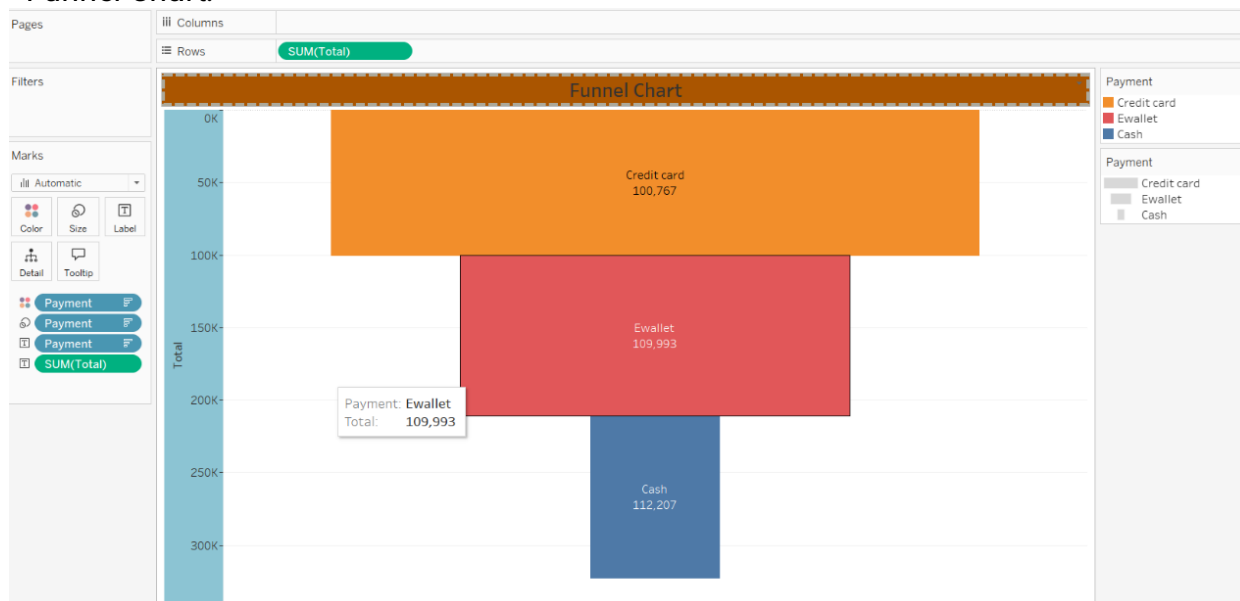 Funnel Chart:
Pages
Columns
Rows
SUM(Total)
Filters
Marks
Automatic
Color
Size
Label
Detail
Tooltip
Payment
Payment
Payment
SUM(Total)
Funnel Chart
Total
0K
50K
100K
150K
200K
250K
300K
Credit card
100,767
Ewallet
109,993
Payment: Ewallet
Total: 109,993
Cash
112,207
Payment
Credit card
Ewallet
Cash
Payment
Credit card
Ewallet
Cash